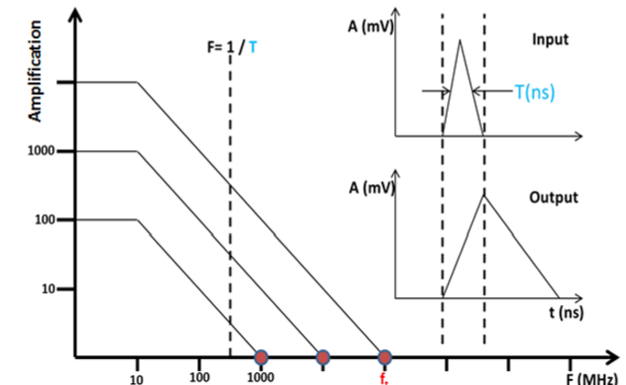 Amplification
F= 1 / T
1000
100
10
10
100
1000
F (MHz)
A (mV)
Input
T(ns)
A (mV)
Output
t (ns)